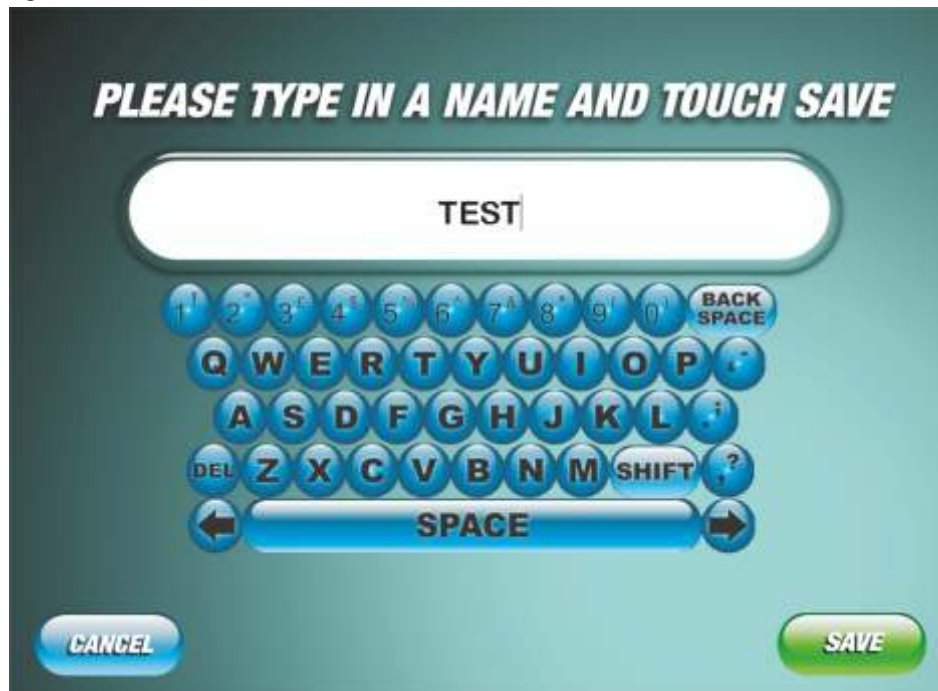 PLEASE TYPE IN A NAME AND TOUCH SAVE
TEST
1 2 3 4 5 6 7 8 9 0 BACK SPACE
Q W E R T Y U I O P
A S D F G H J K L
DEL Z X C V B N M SHIFT , ?
SPACE
CANCEL SAVE